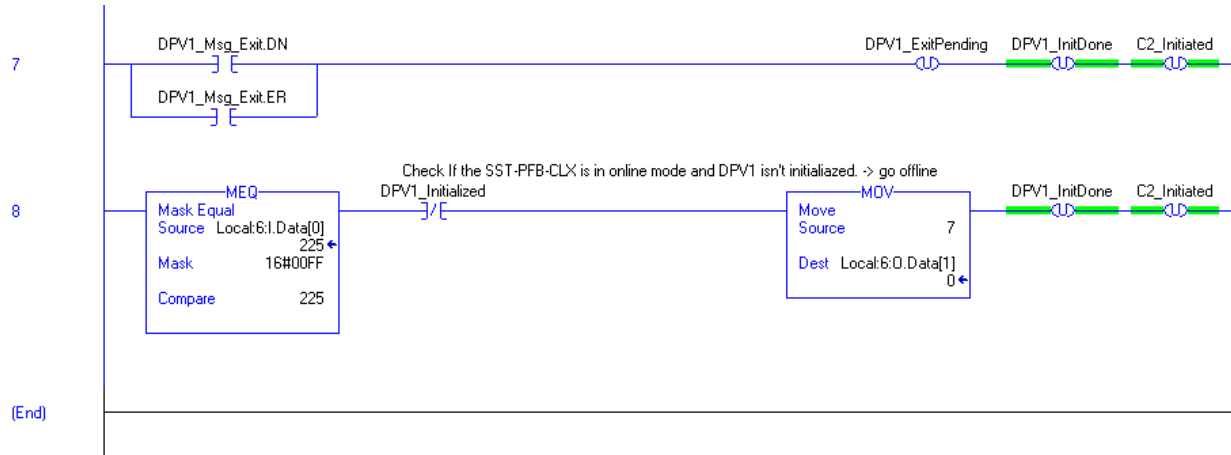 DPV1_Msg_Exit.DN
DPV1_ExitPending
DPV1_InitDone
C2_Initiated
7
U
U
U
DPV1_Msg_Exit.ER
Check If the SST-PFB-CLX is in online mode and DPV1 isn't initialiazed. -> go offline
MEQ
DPV1_Initialized
MOV
DPV1_InitDone
C2_Initiated
8
Mask Equal
Source Local:6:I.Data[0]
225
Mask 16#00FF
Compare 225
Move
Source 7
Dest Local:6:O.Data[1]
0
U
U
(End)